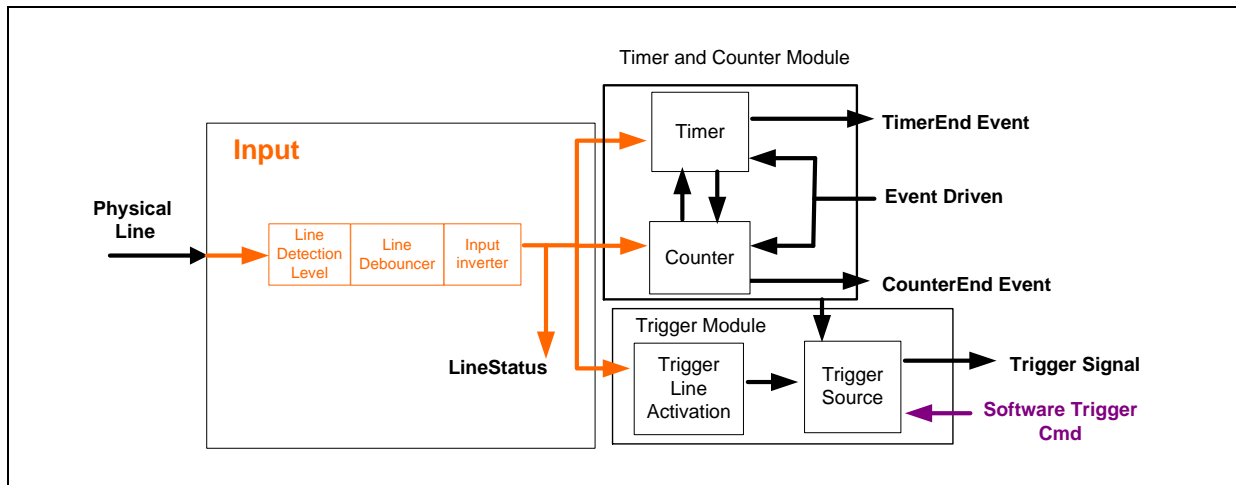 Timer and Counter Module
Input
Timer
TimerEnd Event
Physical
Line
Event Driven
Line
Detection
Level
Line
Debouncer
Input
inverter
Counter
CounterEnd Event
LineStatus
Trigger Module
Trigger
Line
Activation
Trigger
Source
Trigger Signal
Software Trigger
Cmd